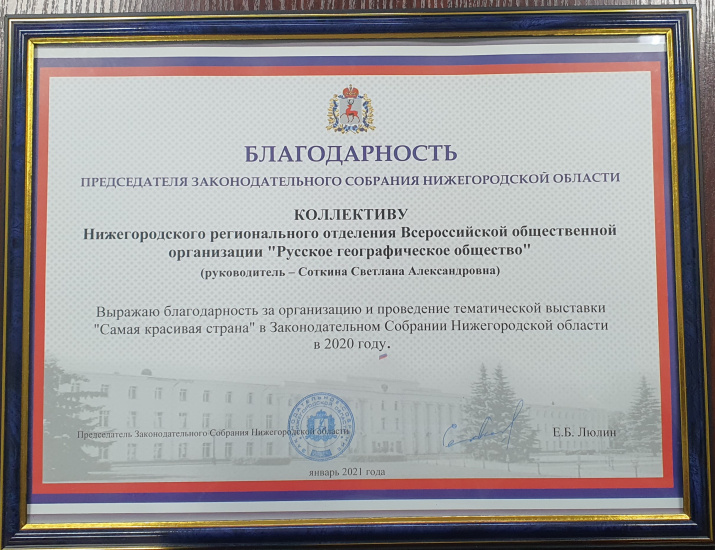 БЛАГОДАРНОСТЬ
ПРЕДСЕДАТЕЛЯ ЗАКОНОДАТЕЛЬНОГО СОБРАНИЯ НИЖЕГОРОДСКОЙ ОБЛАСТИ
КОЛЛЕКТИВУ
Нижегородского регионального отделения Всероссийской общественной
организации "Русское географическое общество"
(руководитель – Соткина Светлана Александровна)
Выражаю благодарность за организацию и проведение тематической выставки
"Самая красивая страна" в Законодательном Собрании Нижегородской области
в 2020 году.
Председатель Законодательного Собрания Нижегородской область
Е.Б. Люлин
январь 2021 года